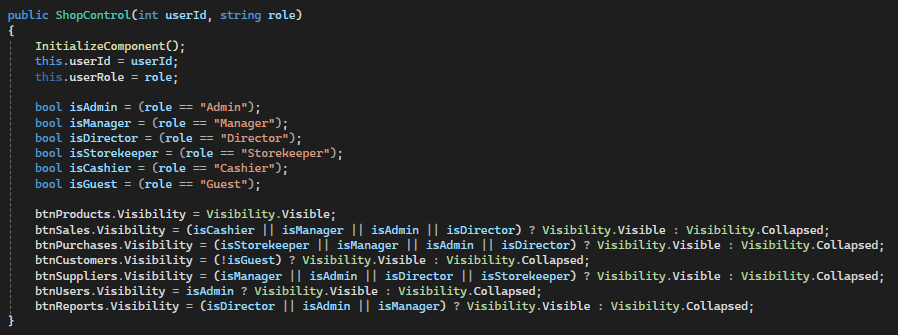 public ShopControl(int userId, string role)
{
InitializeComponent();
this.userId = userId;
this.userRole = role;
bool isAdmin = (role == "Admin");
bool isManager = (role == "Manager");
bool isDirector = (role == "Director");
bool isStorekeeper = (role == "Storekeeper");
bool isCashier = (role == "Cashier");
bool isGuest = (role == "Guest");
btnProducts.Visibility = Visibility.Visible;
btnSales.Visibility = (isCashier || isManager || isAdmin || isDirector) ? Visibility.Visible : Visibility.Collapsed;
btnPurchases.Visibility = (isStorekeeper || isManager || isAdmin || isDirector) ? Visibility.Visible : Visibility.Collapsed;
btnCustomers.Visibility = (!isGuest) ? Visibility.Visible : Visibility.Collapsed;
btnSuppliers.Visibility = (isManager || isAdmin || isDirector || isStorekeeper) ? Visibility.Visible : Visibility.Collapsed;
btnUsers.Visibility = isAdmin ? Visibility.Visible : Visibility.Collapsed;
btnReports.Visibility = (isDirector || isAdmin || isManager) ? Visibility.Visible : Visibility.Collapsed;
}